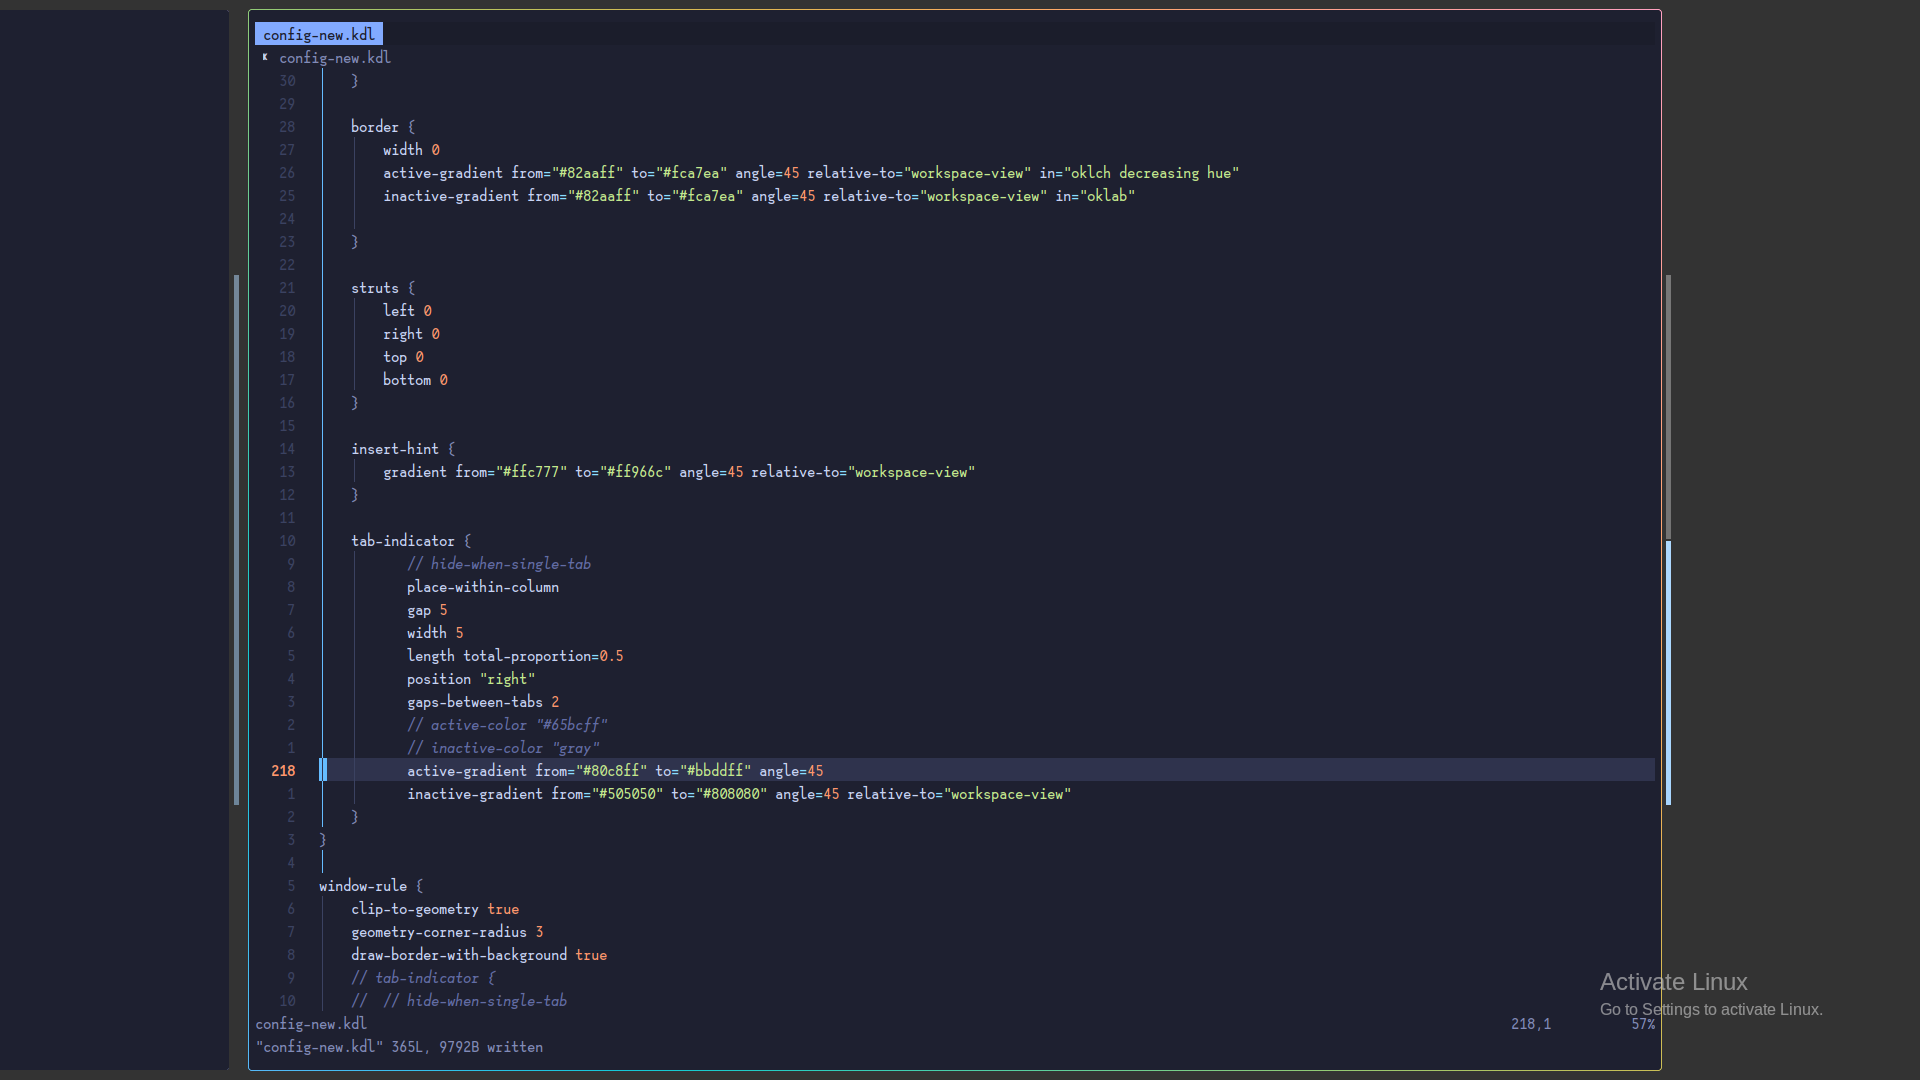 config-new.kdl
config-new.kdl
30 }
29
28 border {
27 width 0
26 active-gradient from="#82aaff" to="#fca7ea" angle=45 relative-to="workspace-view" in="oklch decreasing hue"
25 inactive-gradient from="#82aaff" to="#fca7ea" angle=45 relative-to="workspace-view" in="oklab"
24
23 }
22
21 struts {
20 left 0
19 right 0
18 top 0
17 bottom 0
16 }
15
14 insert-hint {
13 gradient from="#ffc777" to="#ff966c" angle=45 relative-to="workspace-view"
12 }
11
10 tab-indicator {
9 // hide-when-single-tab
8 place-within-column
7 gap 5
6 width 5
5 length total-proportion=0.5
4 position "right"
3 gaps-between-tabs 2
2 // active-color "#65bcff"
1 // inactive-color "gray"
218 active-gradient from="#80c8ff" to="#bbddff" angle=45
1 inactive-gradient from="#505050" to="#808080" angle=45 relative-to="workspace-view"
2 }
3 }
4
5 window-rule {
6 clip-to-geometry true
7 geometry-corner-radius 3
8 draw-border-with-background true
9 // tab-indicator {
10 // // hide-when-single-tab
config-new.kdl 218,1 57%
"config-new.kdl" 365L, 9792B written
Activate Linux
Go to Settings to activate Linux.